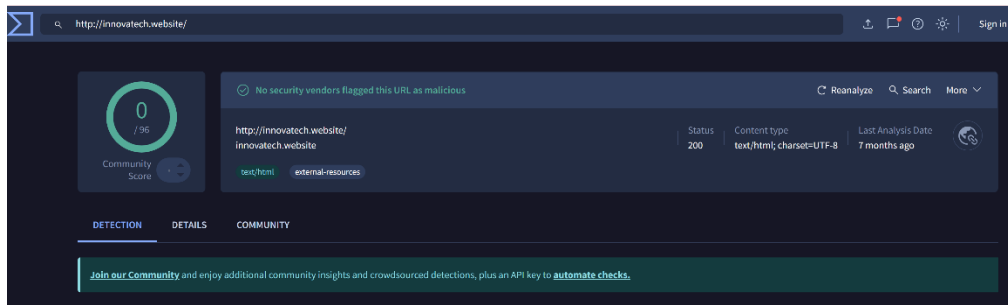 http://innovatech.website/
Sign in
0
/ 96
Community
Score
No security vendors flagged this URL as malicious
Reanalyze
Search
More
http://innovatech.website/
innovatech.website
text/html
external-resources
Status
200
Content type
text/html; charset=UTF-8
Last Analysis Date
7 months ago
DETECTION DETAILS COMMUNITY
Join our Community and enjoy additional community insights and crowdsourced detections, plus an API key to automate checks.